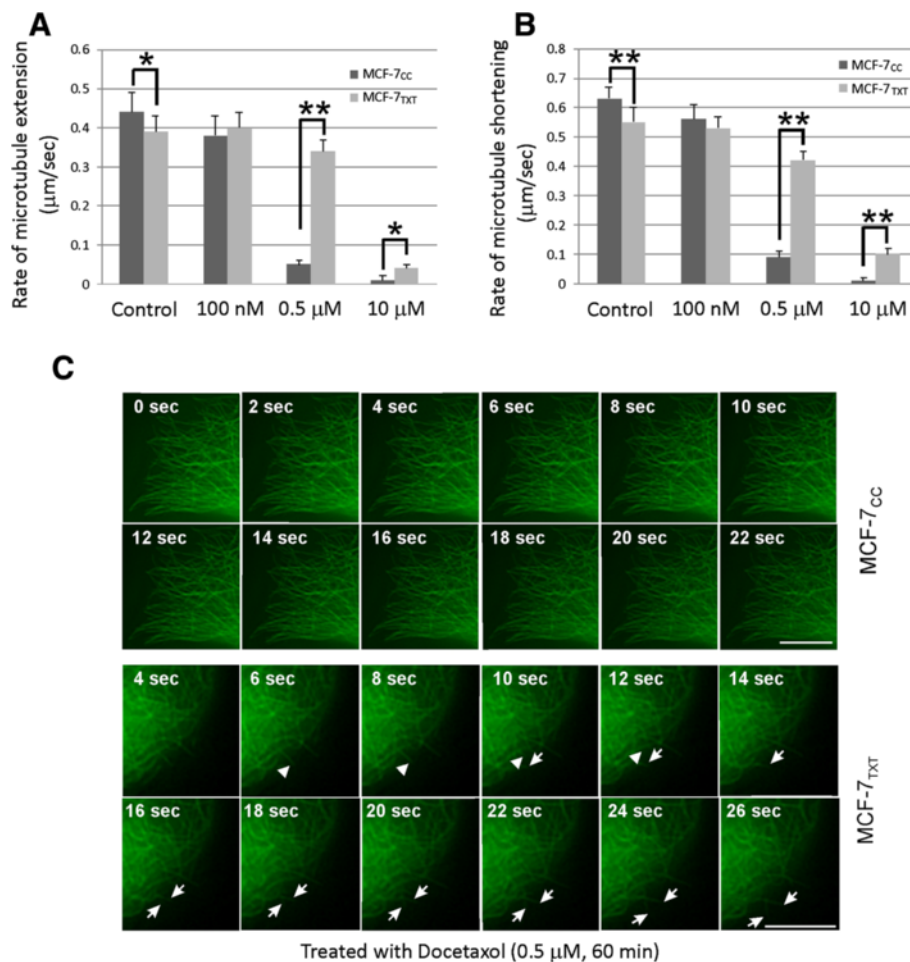 A
Rate of microtubule extension
(µm/sec)
0.6
0.5
0.4
0.3
0.2
0.1
0
*
**
*
MCF-7CC
MCF-7TXT
Control 100 nM 0.5 µM 10 µM
B
Rate of microtubule shortening
(µm/sec)
0.8
0.7
0.6
0.5
0.4
0.3
0.2
0.1
0
**
**
**
MCF-7CC
MCF-7TXT
Control 100 nM 0.5 µM 10 µM
C
0 sec 2 sec 4 sec 6 sec 8 sec 10 sec
12 sec 14 sec 16 sec 18 sec 20 sec 22 sec
MCF-7CC
4 sec 6 sec 8 sec 10 sec 12 sec 14 sec
16 sec 18 sec 20 sec 22 sec 24 sec 26 sec
MCF-7TXT
Treated with Docetaxol (0.5 µM, 60 min)